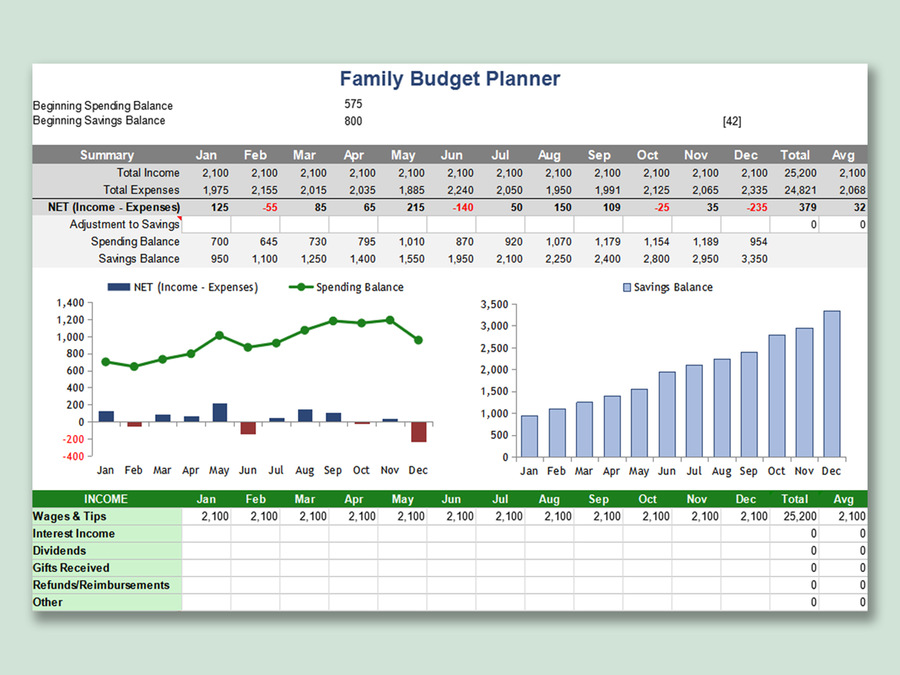 Family Budget Planner
Beginning Spending Balance 575
Beginning Savings Balance 800 [42]
Summary Jan Feb Mar Apr May Jun Jul Aug Sep Oct Nov Dec Total Avg
Total Income 2,100 2,100 2,100 2,100 2,100 2,100 2,100 2,100 2,100 2,100 2,100 2,100 25,200 2,100
Total Expenses 1,975 2,155 2,015 2,035 1,885 2,240 2,050 1,950 1,991 2,125 2,065 2,335 24,821 2,068
NET (Income - Expenses) 125 -55 85 65 215 -140 50 150 109 -25 35 -235 379 32
Adjustment to Savings 0 0
Spending Balance 700 645 730 795 1,010 870 920 1,070 1,179 1,154 1,189 954
Savings Balance 950 1,100 1,250 1,400 1,550 1,950 2,100 2,250 2,400 2,800 2,950 3,350
NET (Income - Expenses) Spending Balance
1,400
1,200
1,000
800
600
400
200
0
-200
-400
Jan Feb Mar Apr May Jun Jul Aug Sep Oct Nov Dec
Savings Balance
3,500
3,000
2,500
2,000
1,500
1,000
500
0
Jan Feb Mar Apr May Jun Jul Aug Sep Oct Nov Dec
INCOME Jan Feb Mar Apr May Jun Jul Aug Sep Oct Nov Dec Total Avg
Wages & Tips 2,100 2,100 2,100 2,100 2,100 2,100 2,100 2,100 2,100 2,100 2,100 2,100 25,200 2,100
Interest Income 0 0
Dividends 0 0
Gifts Received 0 0
Refunds/Reimbursements 0 0
Other 0 0